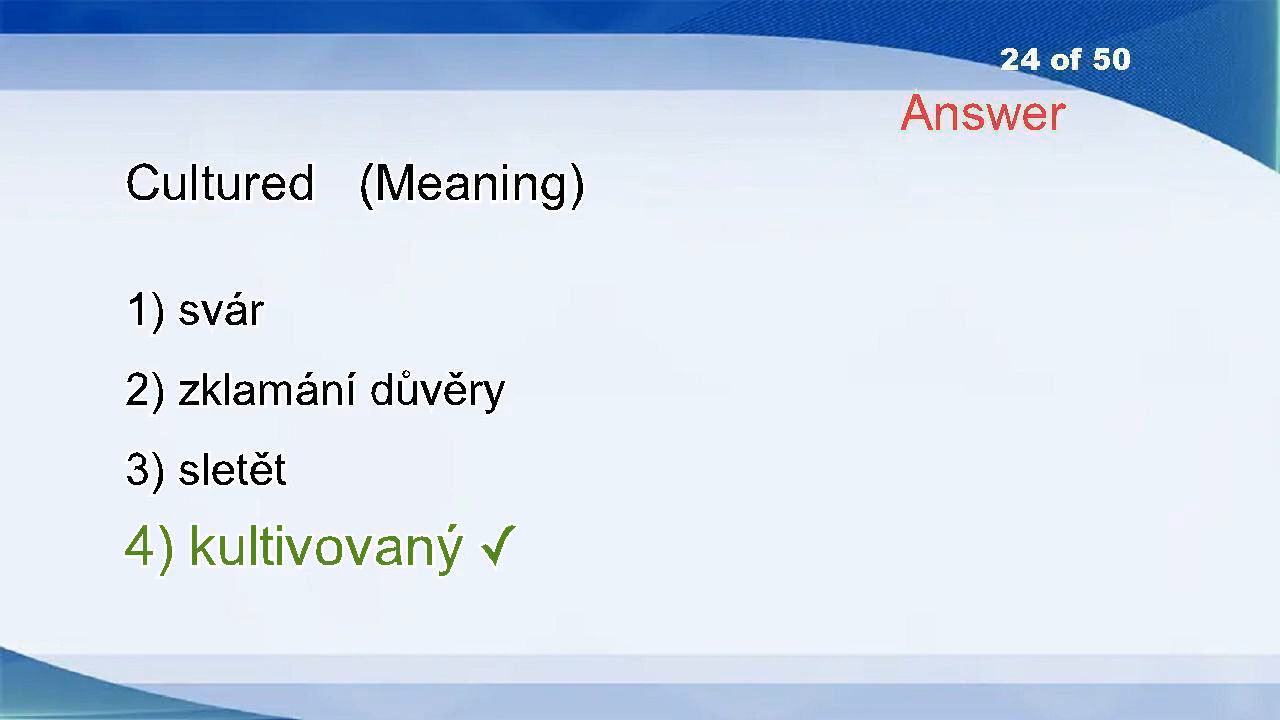 24 of 50
Answer
Cultured (Meaning)
1) svár
2) zklamání důvěry
3) sletět
4) kultivovaný ✓